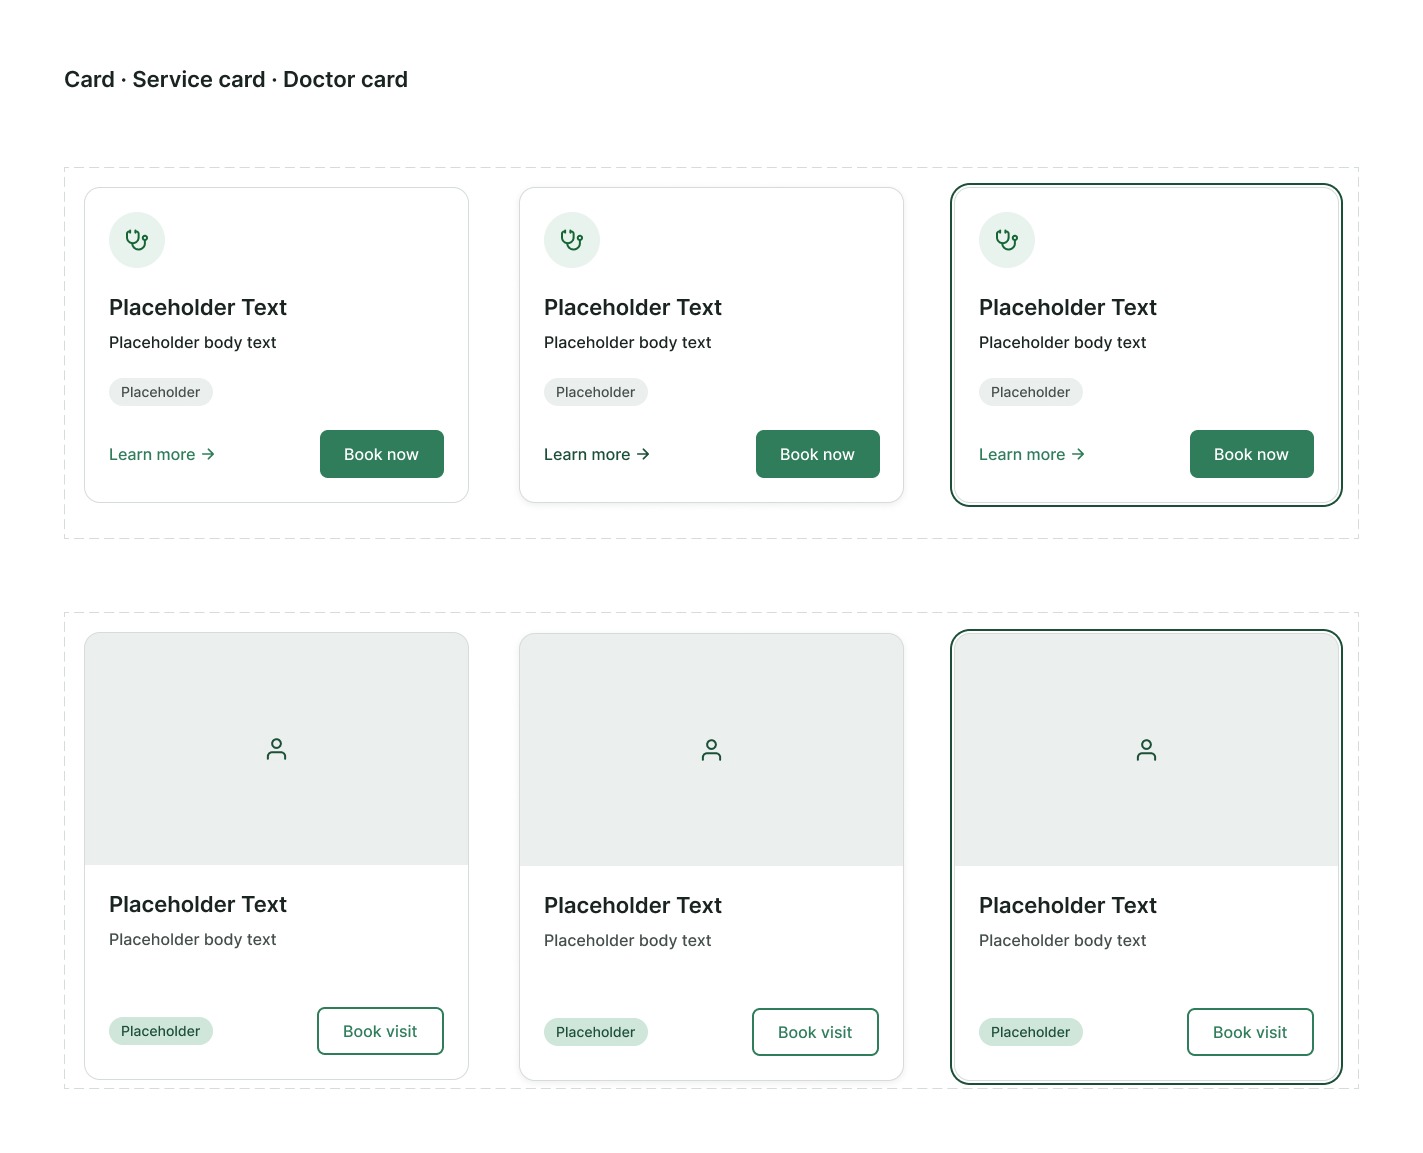 Card · Service card · Doctor card
Placeholder Text
Placeholder body text
Placeholder
Learn more →
Book now
Placeholder Text
Placeholder body text
Placeholder
Learn more →
Book now
Placeholder Text
Placeholder body text
Placeholder
Learn more →
Book now
Placeholder Text
Placeholder body text
Placeholder
Book visit
Placeholder Text
Placeholder body text
Placeholder
Book visit
Placeholder Text
Placeholder body text
Placeholder
Book visit